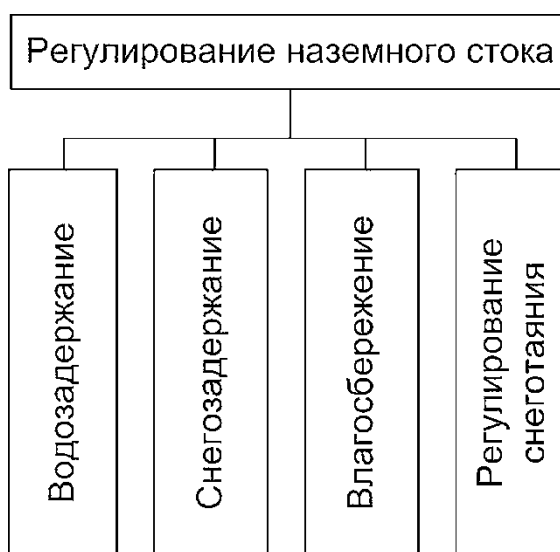 Регулирование наземного стока
Водозадержание
Снегозадержание
Влагосбережение
Регулирование
снеготаяния